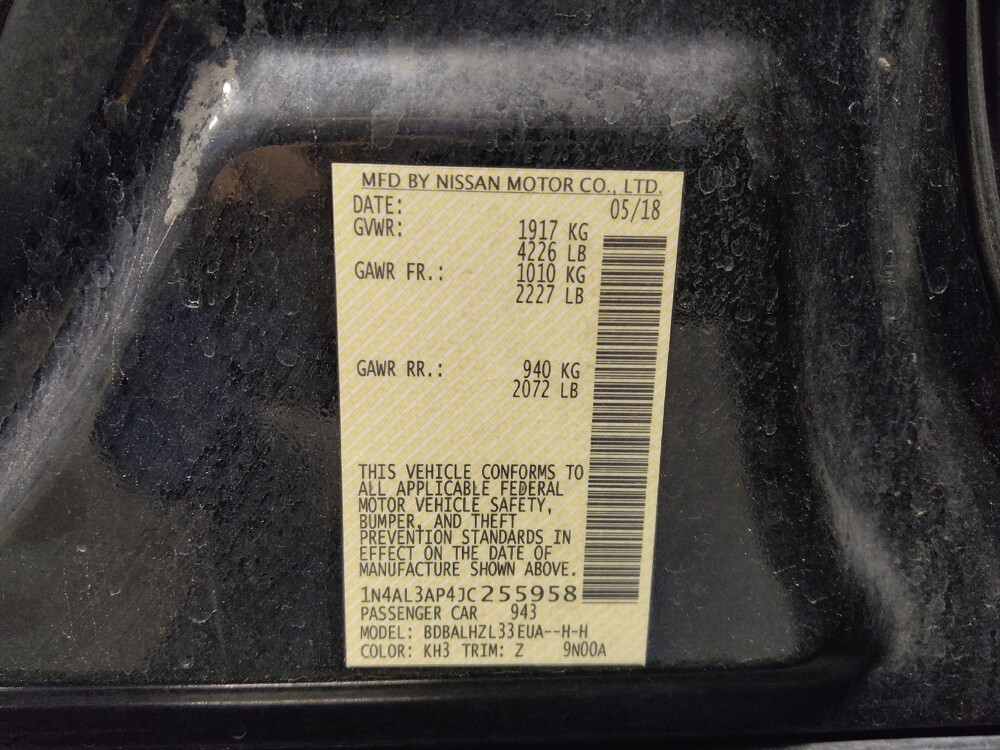 MFD BY NISSAN MOTOR CO., LTD.
DATE: 05/18
GVWR: 1917 KG
4226 LB
GAWR FR.: 1010 KG
2227 LB
GAWR RR.: 940 KG
2072 LB
THIS VEHICLE CONFORMS TO
ALL APPLICABLE FEDERAL
MOTOR VEHICLE SAFETY,
BUMPER, AND THEFT
PREVENTION STANDARDS IN
EFFECT ON THE DATE OF
MANUFACTURE SHOWN ABOVE.
1N4AL3AP4JC255958
PASSENGER CAR 943
MODEL: BDBALHZL33EUA--H-H
COLOR: KH3 TRIM: Z 9N00A